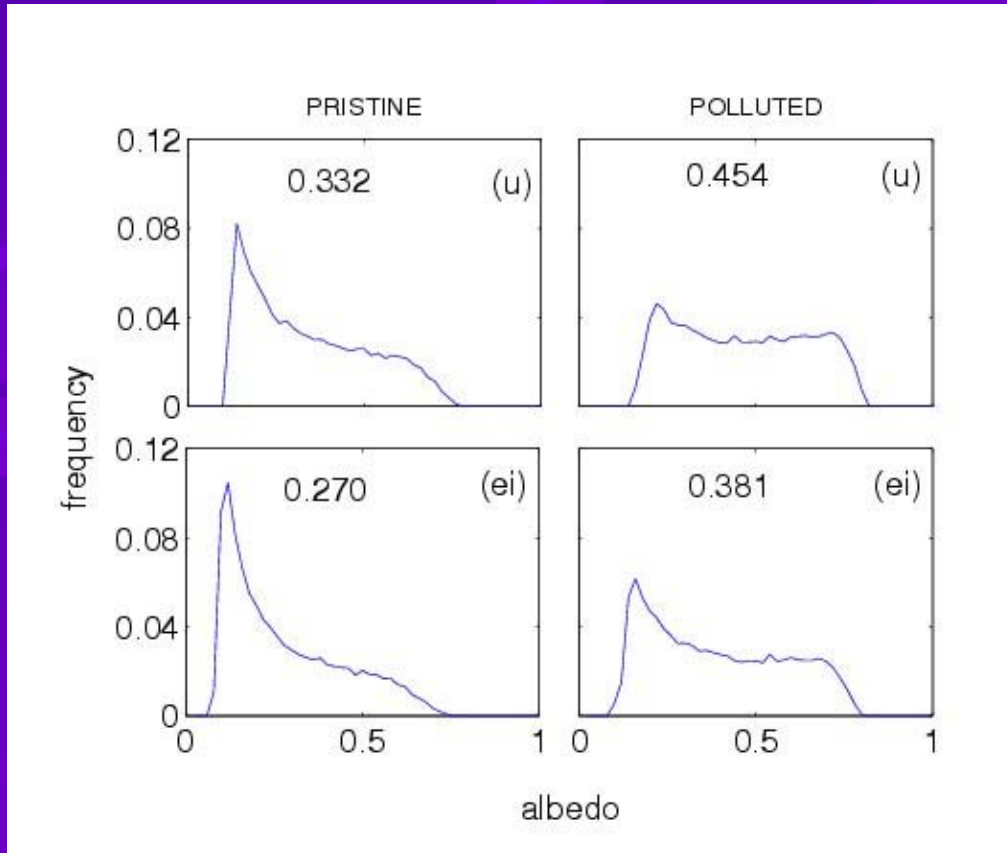 PRISTINE POLLUTED
0.12
0.332 (u) 0.454 (u)
0.08
0.04
0
frequency
0.12
0.270 (ei) 0.381 (ei)
0.08
0.04
0
0 0.5 1 0 0.5 1
albedo